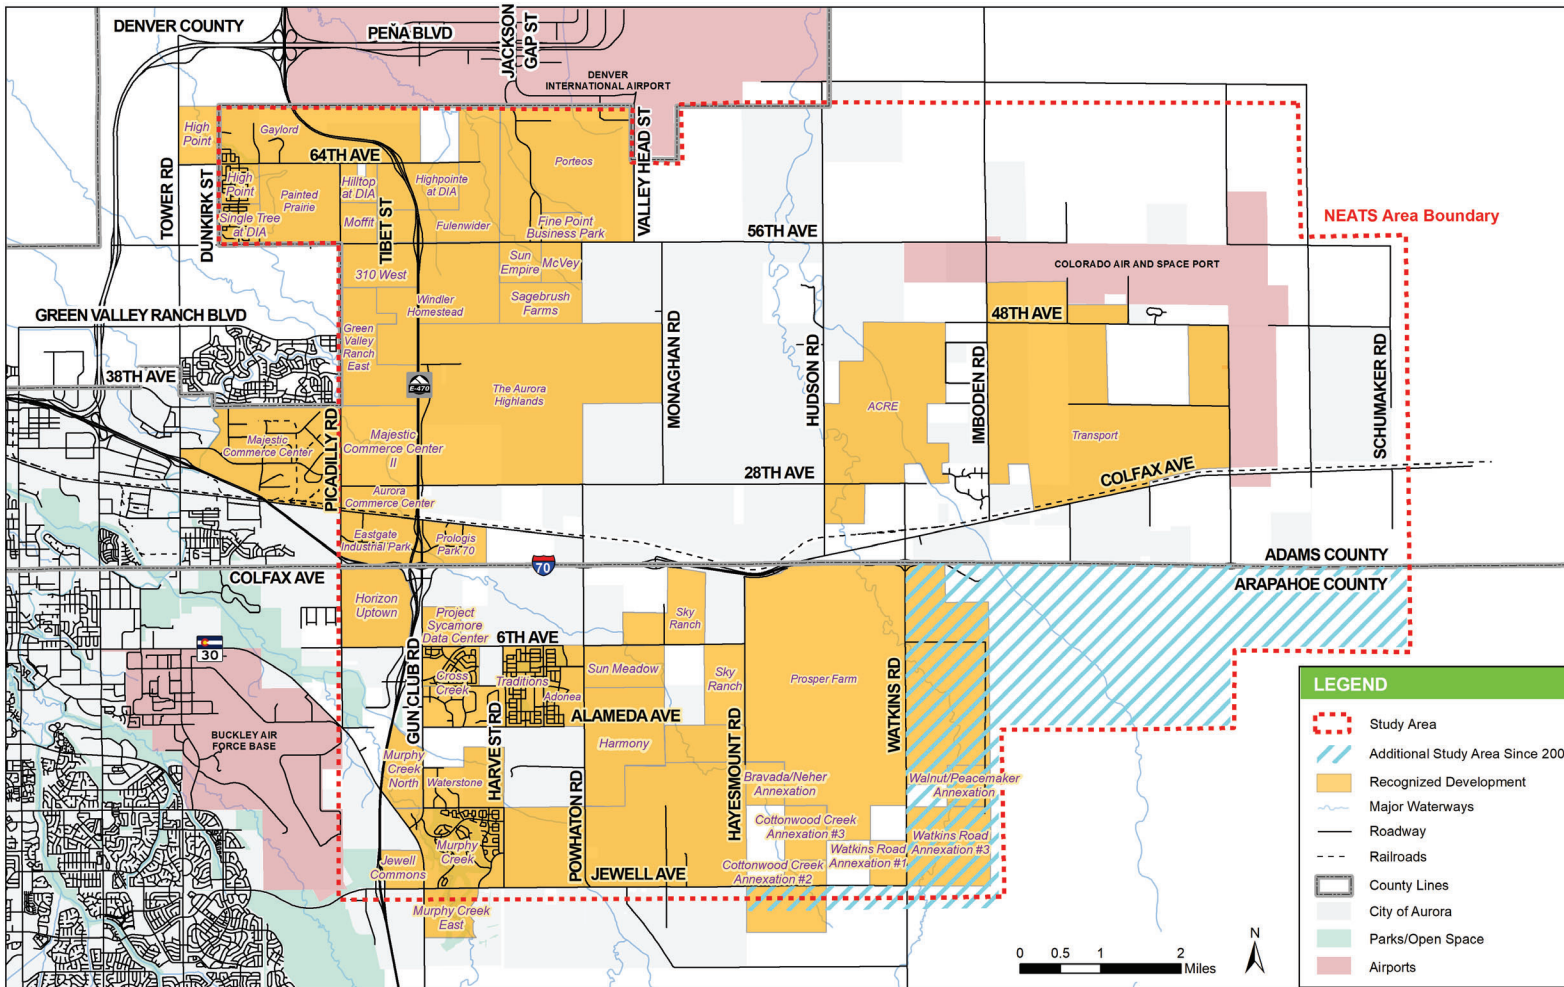 DENVER COUNTY
PEÑA BLVD
JACKSON
GAP ST
DENVER
INTERNATIONAL AIRPORT
VALLEY HEAD ST
High
Point
Gaylord
64TH AVE
Porteos
TOWER RD
DUNKIRK ST
High
Point
Painted
Prairie
Single Tree
at DIA
Hilltop
at DIA
Moffit
TIBET ST
Highpointe
at DIA
Fulenwider
Fine Point
Business Park
56TH AVE
NEATS Area Boundary
COLORADO AIR AND SPACE PORT
310 West
Sun
Empire
McVey
Windler
Homestead
Sagebrush
Farms
GREEN VALLEY RANCH BLVD
Green
Valley
Ranch
East
48TH AVE
MONAGHAN RD
HUDSON RD
IMBODEN RD
SCHUMAKER RD
38TH AVE
E-470
The Aurora
Highlands
ACRE
Transport
Majestic
Commerce Center
PICADILLY RD
Majestic
Commerce Center
II
28TH AVE
COLFAX AVE
Aurora
Commerce Center
Eastgate
Industrial Park
Prologis
Park 70
70
ADAMS COUNTY
COLFAX AVE
ARAPAHOE COUNTY
Horizon
Uptown
Project
Sycamore
Data Center
6TH AVE
Sky
Ranch
30
GUN CLUB RD
Cross
Creek
Traditions
Adonea
Sun Meadow
Sky
Ranch
Prosper Farm
WATKINS RD
HARVEST RD
ALAMEDA AVE
HAYESMOUNT RD
BUCKLEY AIR
FORCE BASE
Murphy
Creek
North
Waterstone
Harmony
POWHATON RD
Bravada/Neher
Annexation
Walnut/Peacemaker
Annexation
Cottonwood Creek
Annexation #3
Watkins Road
Annexation #1
Watkins Road
Annexation #3
Murphy
Creek
Jewell
Commons
JEWELL AVE
Cottonwood Creek
Annexation #2
Murphy Creek
East
LEGEND
Study Area
Additional Study Area Since 200
Recognized Development
Major Waterways
Roadway
Railroads
County Lines
City of Aurora
Parks/Open Space
Airports
0 0.5 1 2
Miles
N